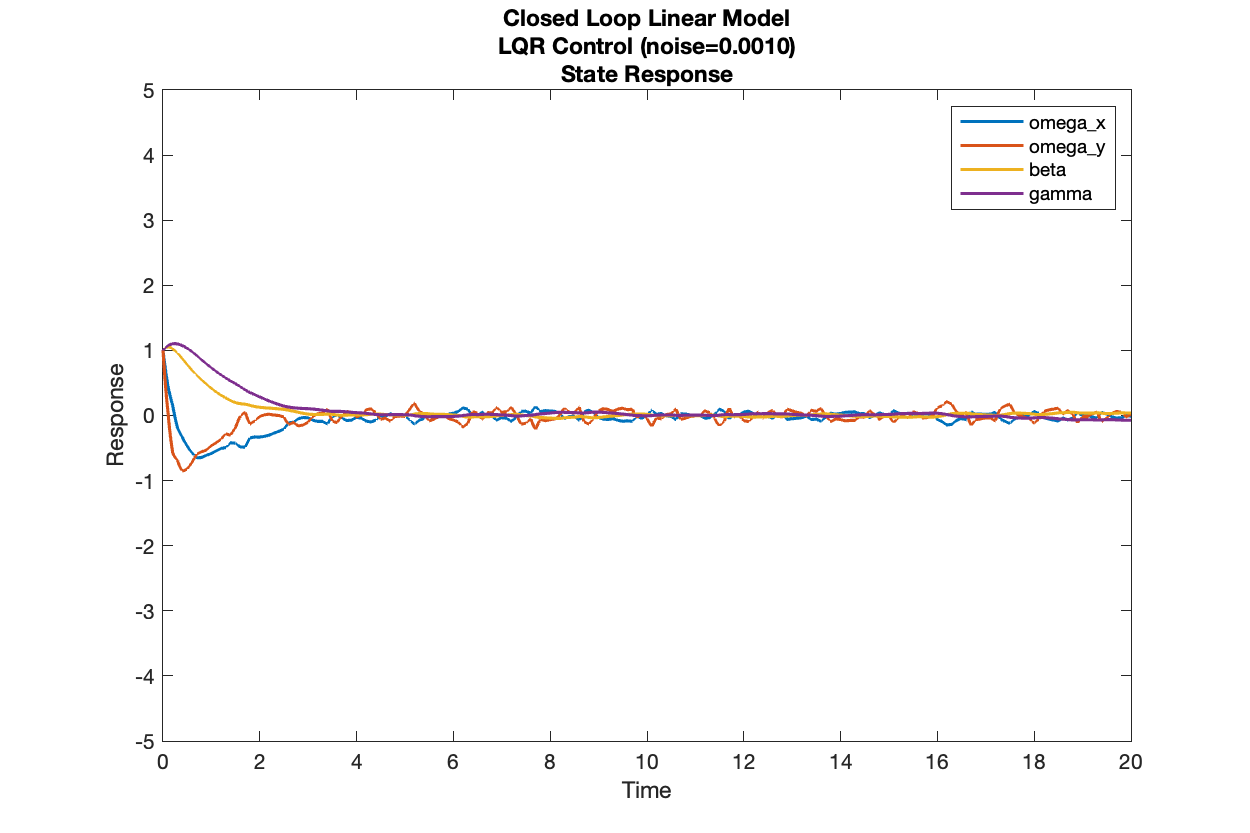 Closed Loop Linear Model
LQR Control (noise=0.0010)
State Response
5
4
3
2
1
0
-1
-2
-3
-4
-5
Response
omega_x
omega_y
beta
gamma
0 2 4 6 8 10 12 14 16 18 20
Time